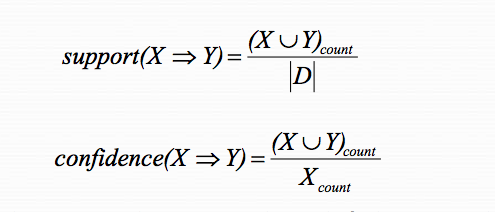 support(X ⇒ Y) = (X ∪ Y)count / |D|
confidence(X ⇒ Y) = (X ∪ Y)count / Xcount